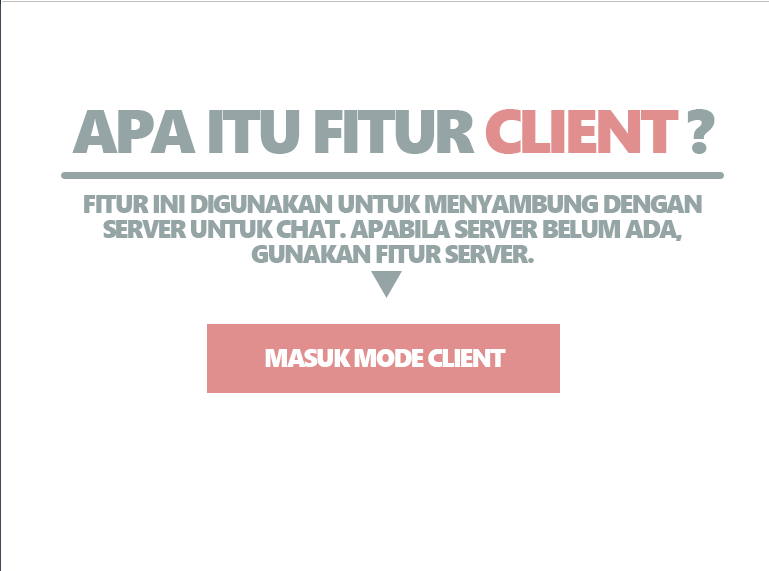 APA ITU FITUR CLIENT ?
FITUR INI DIGUNAKAN UNTUK MENYAMBUNG DENGAN
SERVER UNTUK CHAT. APABILA SERVER BELUM ADA,
GUNAKAN FITUR SERVER.
MASUK MODE CLIENT